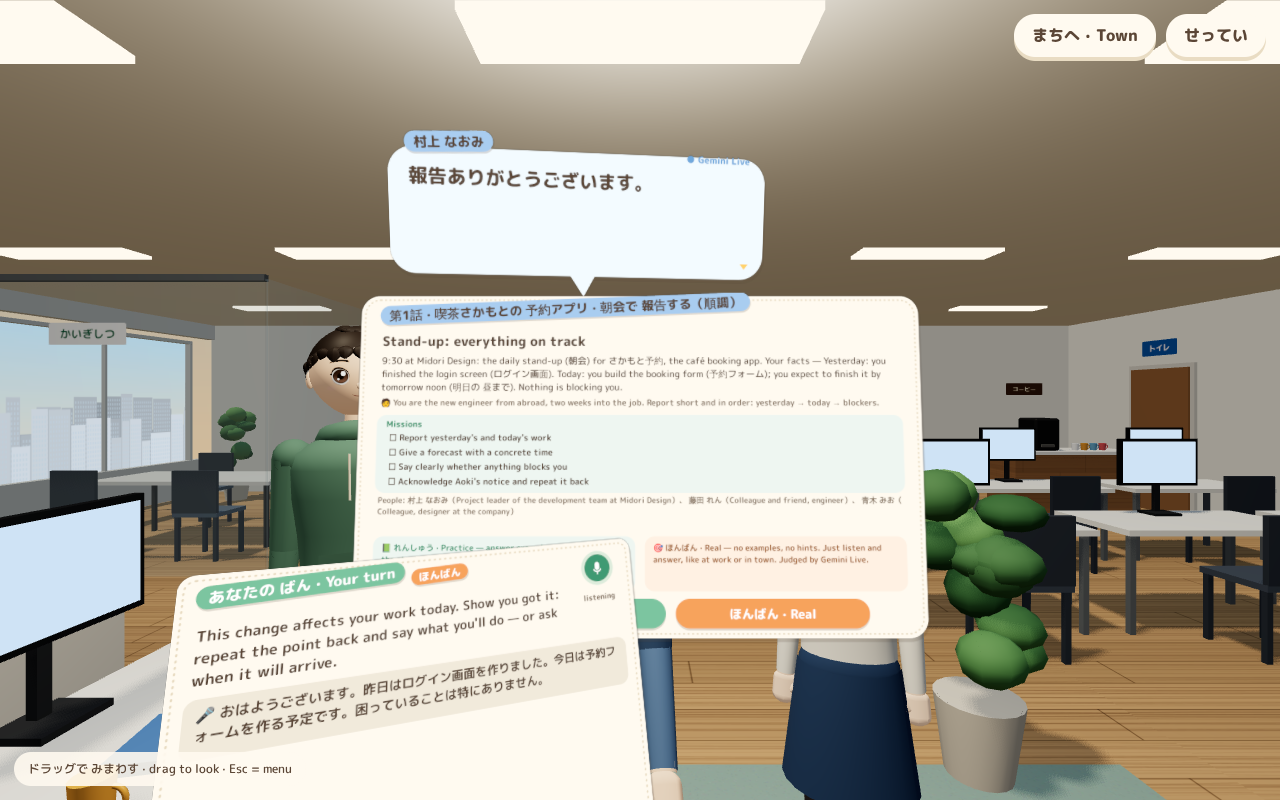 まちへ · Town
せってい
村上 なおみ
Gemini Live
報告ありがとうございます。
かいぎしつ
トイレ
コーヒー
第1話・喫茶さかもとの 予約アプリ・朝会で 報告する（順調）
Stand-up: everything on track
9:30 at Midori Design: the daily stand-up (朝会) for さかもと予約, the café booking app. Your facts — Yesterday: you
finished the login screen (ログイン画面). Today: you build the booking form (予約フォーム); you expect to finish it by
tomorrow noon (明日の 昼まで). Nothing is blocking you.
🧑 You are the new engineer from abroad, two weeks into the job. Report short and in order: yesterday → today → blockers.
Missions
☐ Report yesterday's and today's work
☐ Give a forecast with a concrete time
☐ Say clearly whether anything blocks you
☐ Acknowledge Aoki's notice and repeat it back
People: 村上 なおみ (Project leader of the development team at Midori Design) 、 藤田 れん (Colleague and friend, engineer) 、 青木 みお (
Colleague, designer at the company)
📗 れんしゅう · Practice —
🎯 ほんばん · Real — no examples, no hints. Just listen and
answer, like at work or in town. Judged by Gemini Live.
ほんばん · Real
あなたの ばん · Your turn
ほんばん
listening
This change affects your work today. Show you got it:
repeat the point back and say what you'll do — or ask
when it will arrive.
🎤 おはようございます。昨日はログイン画面を作りました。今日は予約フ
ォームを作る予定です。困っていることは特にありません。
ドラッグで みまわす · drag to look · Esc = menu